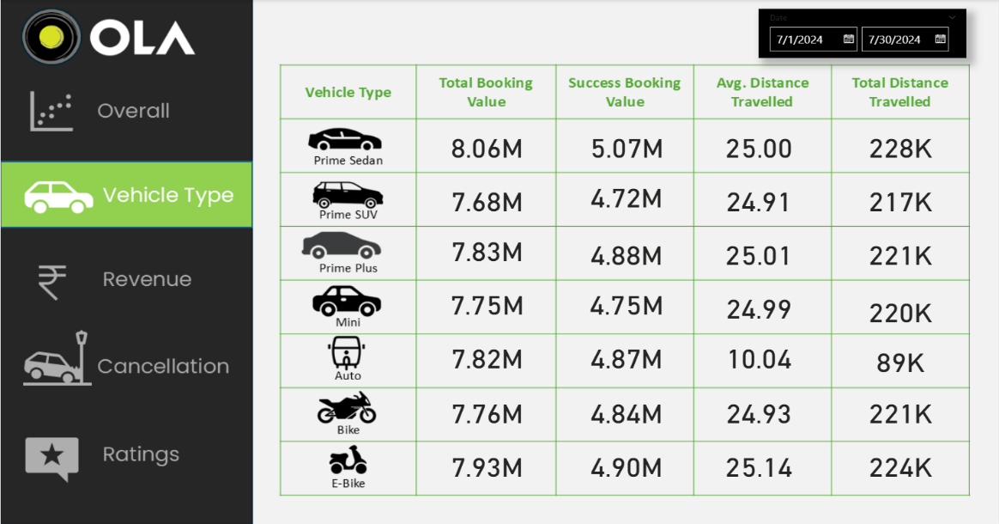 OLA
Overall
Vehicle Type
Revenue
Cancellation
Ratings
Date
7/1/2024 7/30/2024
Vehicle Type Total Booking Value Success Booking Value Avg. Distance Travelled Total Distance Travelled
Prime Sedan 8.06M 5.07M 25.00 228K
Prime SUV 7.68M 4.72M 24.91 217K
Prime Plus 7.83M 4.88M 25.01 221K
Mini 7.75M 4.75M 24.99 220K
Auto 7.82M 4.87M 10.04 89K
Bike 7.76M 4.84M 24.93 221K
E-Bike 7.93M 4.90M 25.14 224K